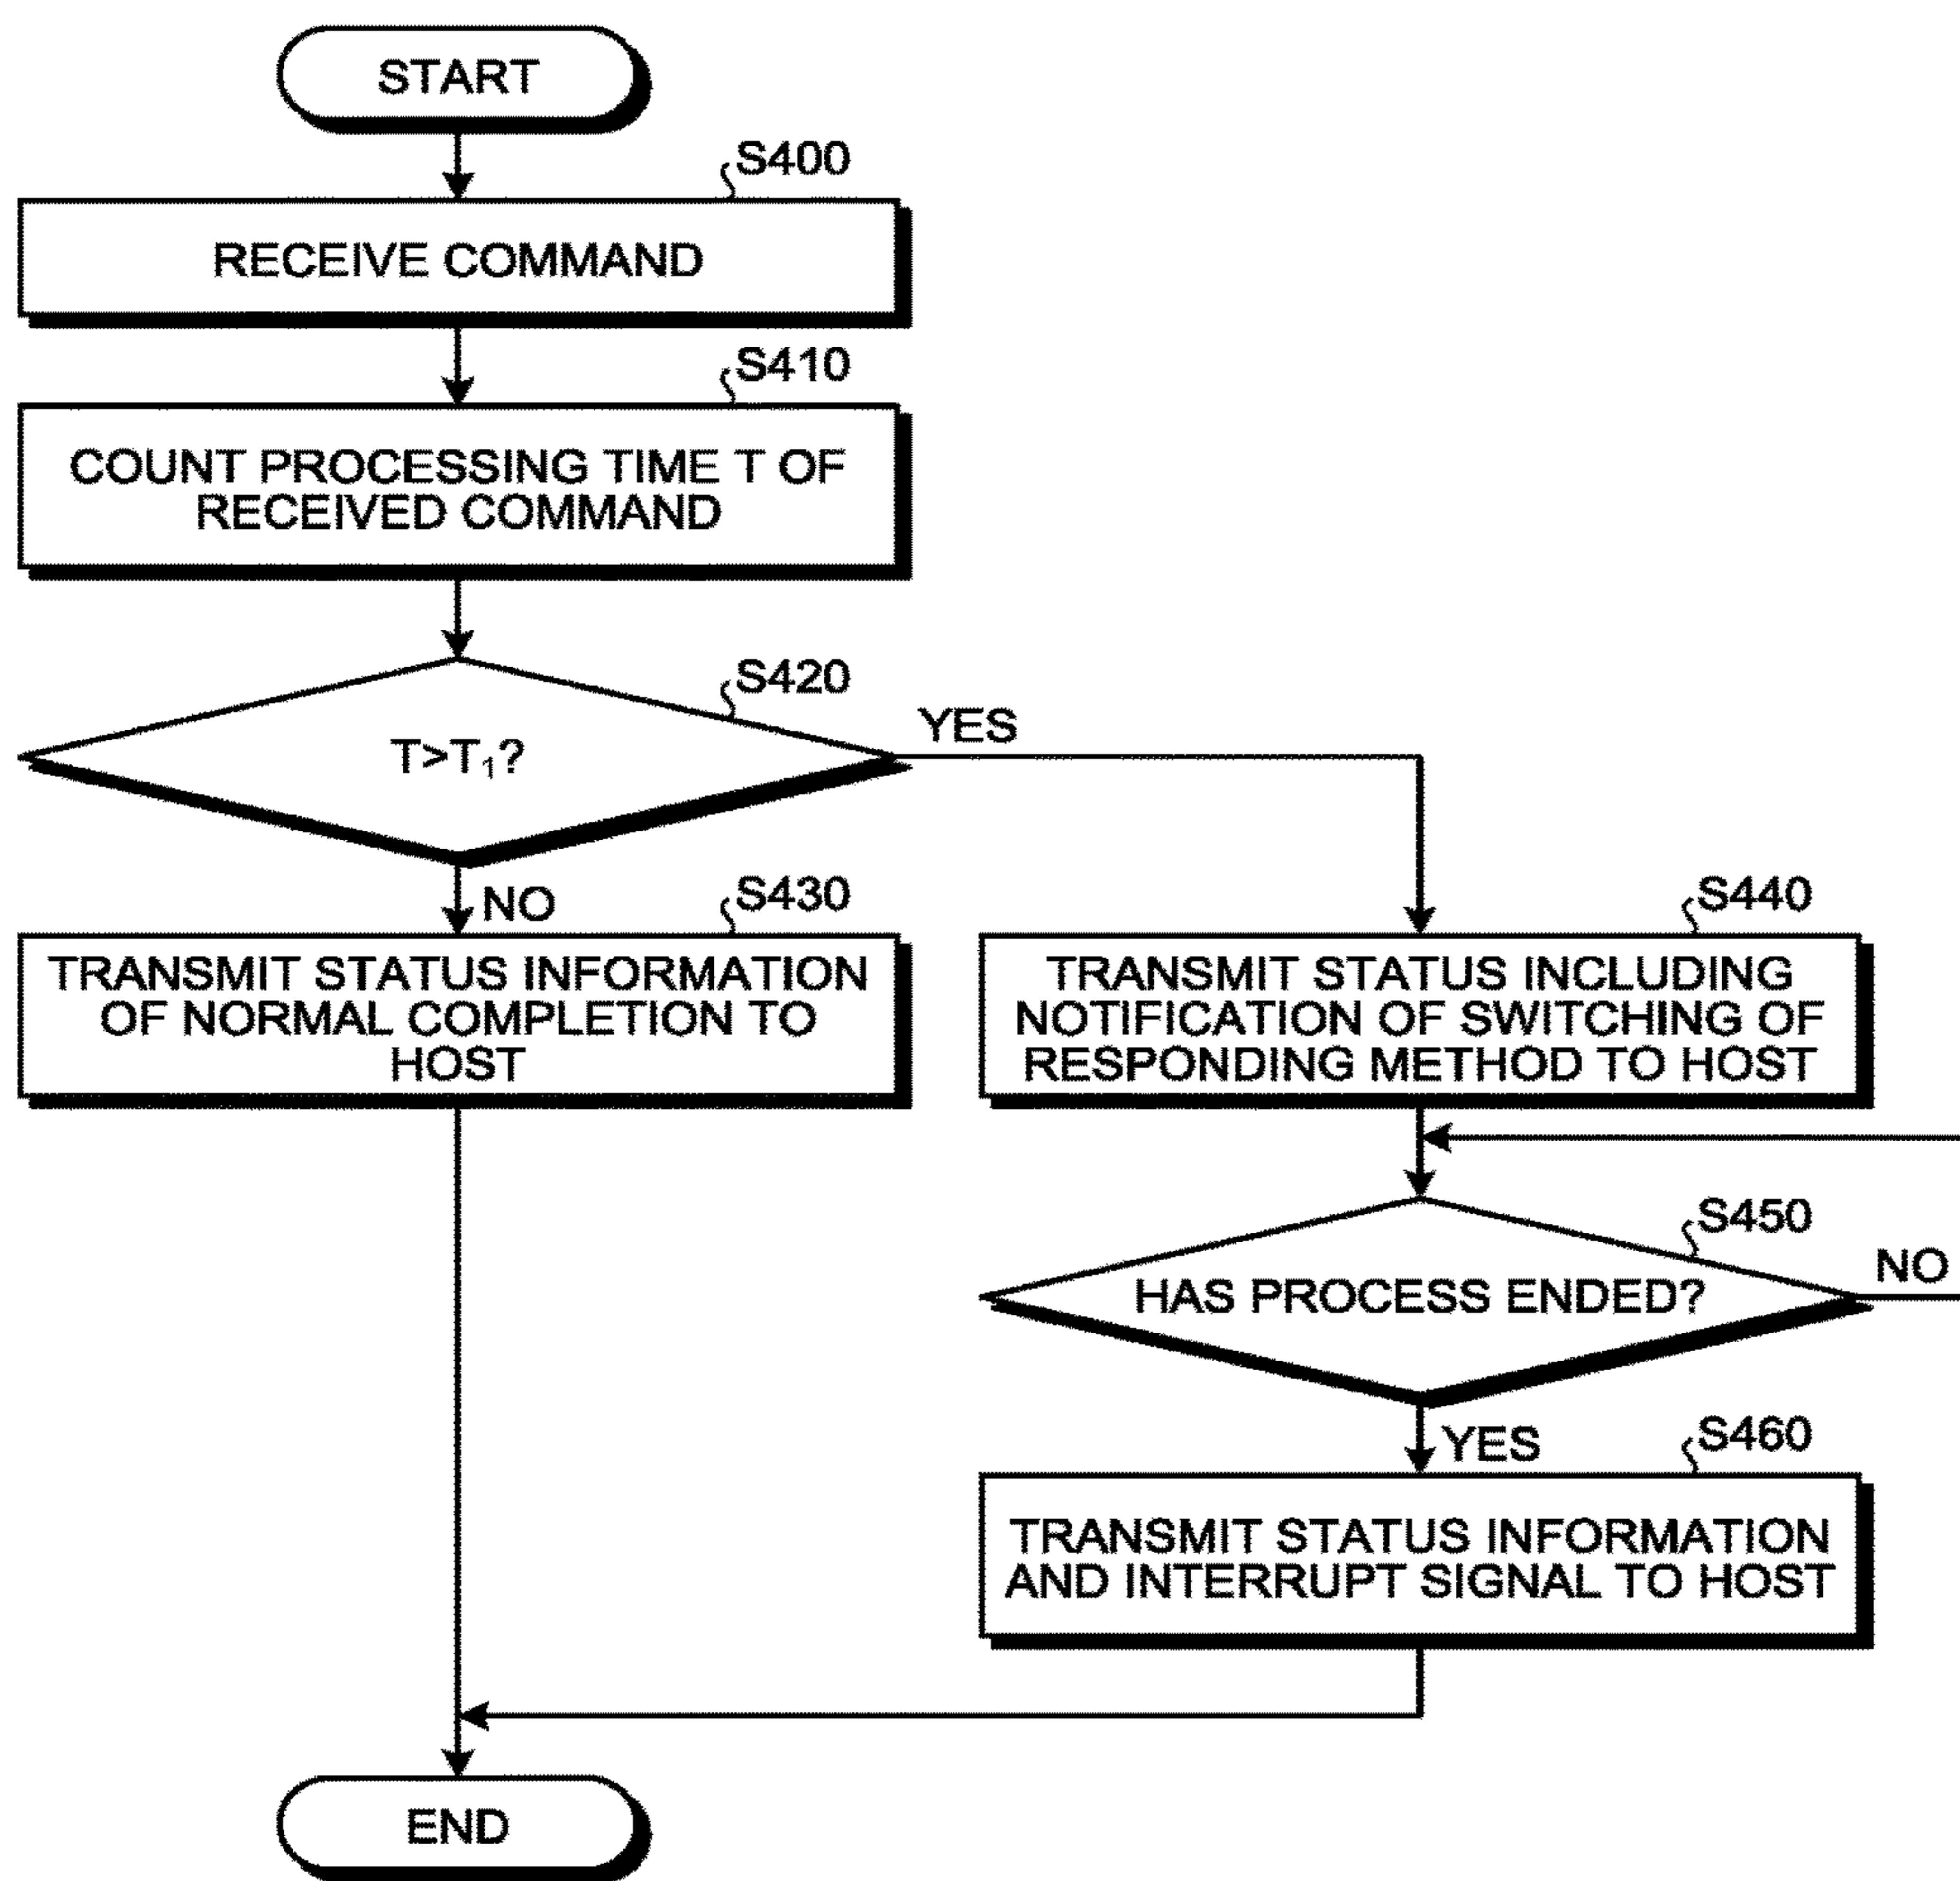 START
S400
RECEIVE COMMAND
S410
COUNT PROCESSING TIME T OF
RECEIVED COMMAND
S420
T>T₁?
YES
NO
S430
TRANSMIT STATUS INFORMATION
OF NORMAL COMPLETION TO
HOST
S440
TRANSMIT STATUS INCLUDING
NOTIFICATION OF SWITCHING OF
RESPONDING METHOD TO HOST
S450
HAS PROCESS ENDED?
NO
YES
S460
TRANSMIT STATUS INFORMATION
AND INTERRUPT SIGNAL TO HOST
END